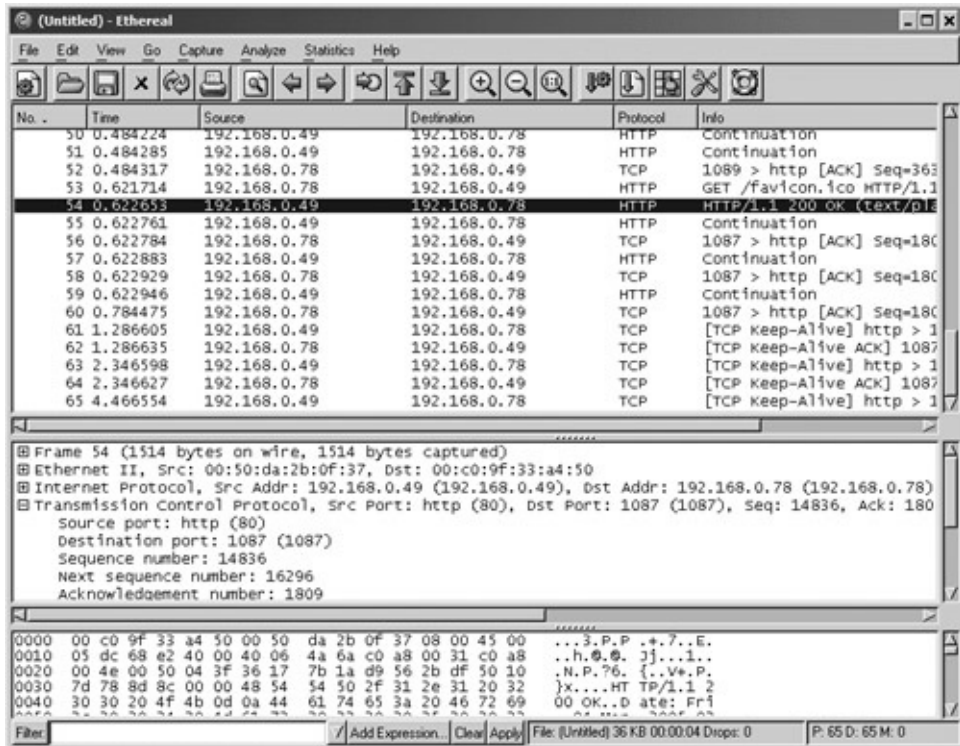 (Untitled) - Ethereal
File Edit View Go Capture Analyze Statistics Help
No. . Time Source Destination Protocol Info
50 0.484224 192.168.0.49 192.168.0.78 HTTP Continuation
51 0.484285 192.168.0.49 192.168.0.78 HTTP Continuation
52 0.484317 192.168.0.78 192.168.0.49 TCP 1089 > http [ACK] Seq=363
53 0.621714 192.168.0.78 192.168.0.49 HTTP GET /favicon.ico HTTP/1.1
54 0.622653 192.168.0.49 192.168.0.78 HTTP HTTP/1.1 200 OK (text/pla
55 0.622761 192.168.0.49 192.168.0.78 HTTP Continuation
56 0.622784 192.168.0.78 192.168.0.49 TCP 1087 > http [ACK] Seq=180
57 0.622883 192.168.0.49 192.168.0.78 HTTP Continuation
58 0.622929 192.168.0.78 192.168.0.49 TCP 1087 > http [ACK] Seq=180
59 0.622946 192.168.0.49 192.168.0.78 HTTP Continuation
60 0.784475 192.168.0.78 192.168.0.49 TCP 1087 > http [ACK] Seq=180
61 1.286605 192.168.0.49 192.168.0.78 TCP [TCP Keep-Alive] http > 1
62 1.286635 192.168.0.78 192.168.0.49 TCP [TCP Keep-Alive ACK] 1087
63 2.346598 192.168.0.49 192.168.0.78 TCP [TCP Keep-Alive] http > 1
64 2.346627 192.168.0.78 192.168.0.49 TCP [TCP Keep-Alive ACK] 1087
65 4.466554 192.168.0.49 192.168.0.78 TCP [TCP Keep-Alive] http > 1
Frame 54 (1514 bytes on wire, 1514 bytes captured)
Ethernet II, Src: 00:50:da:2b:0f:37, Dst: 00:c0:9f:33:a4:50
Internet Protocol, Src Addr: 192.168.0.49 (192.168.0.49), Dst Addr: 192.168.0.78 (192.168.0.78)
Transmission Control Protocol, Src Port: http (80), Dst Port: 1087 (1087), Seq: 14836, Ack: 180
Source port: http (80)
Destination port: 1087 (1087)
Sequence number: 14836
Next sequence number: 16296
Acknowledgement number: 1809
0000 00 c0 9f 33 a4 50 00 50 da 2b 0f 37 08 00 45 00 ...3.P.P .+.7..E.
0010 05 dc 68 e2 40 00 40 06 4a 6a c0 a8 00 31 c0 a8 ..h.@.@. Jj...1..
0020 00 4e 00 50 04 3f 36 17 7b 1a d9 56 2b df 50 10 .N.P.?6. {..V+.P.
0030 7d 78 8d 8c 00 00 48 54 54 50 2f 31 2e 31 20 32 }x....HT TP/1.1 2
0040 30 30 20 4f 4b 0d 0a 44 61 74 65 3a 20 46 72 69 00 OK..D ate: Fri
Filter: Add Expression... Clear Apply File: (Untitled) 36 KB 00:00:04 Drops: 0 P: 65 D: 65 M: 0